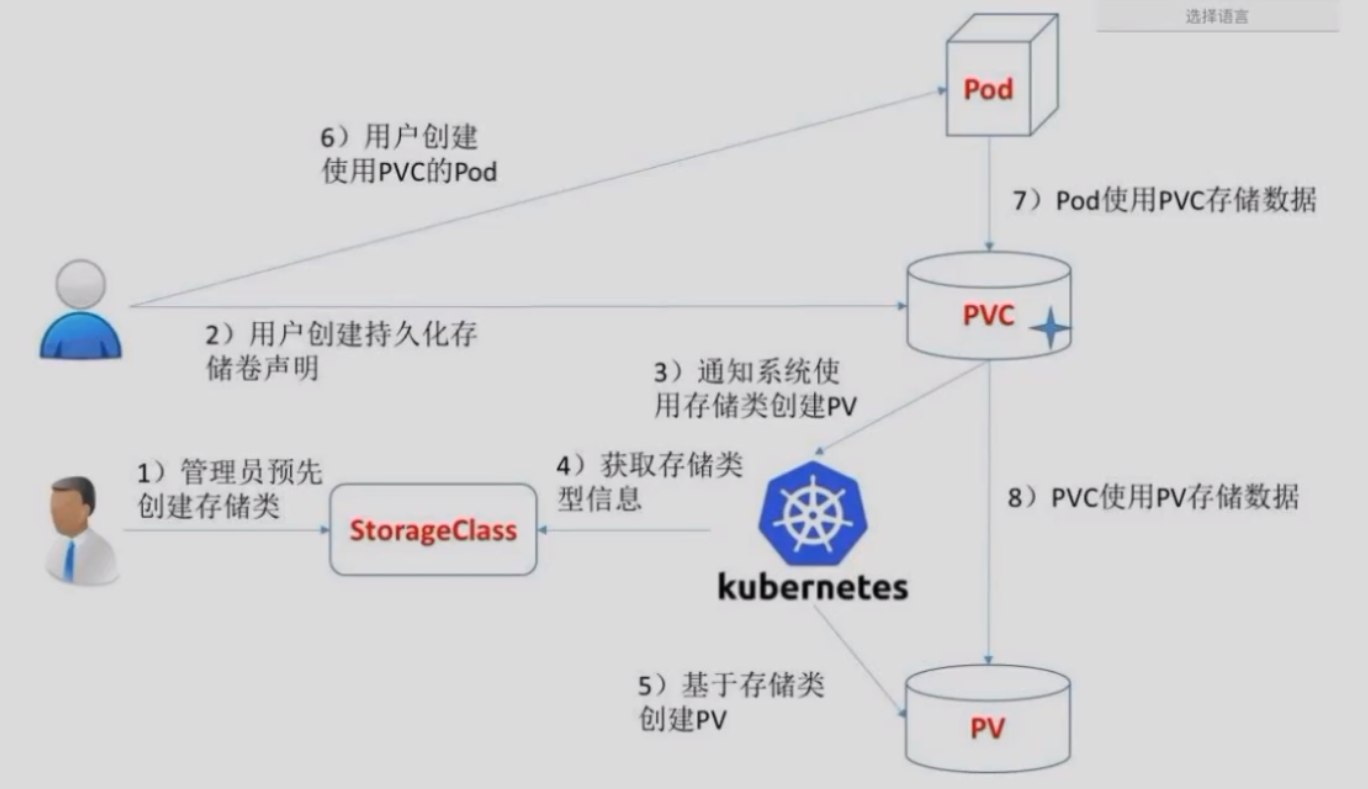 选择语言
Pod
6）用户创建
使用PVC的Pod
7）Pod使用PVC存储数据
PVC
2）用户创建持久化存
储卷声明
3）通知系统使
用存储类创建PV
1）管理员预先
创建存储类
4）获取存储类
型信息
StorageClass
8）PVC使用PV存储数据
kubernetes
5）基于存储类
创建PV
PV